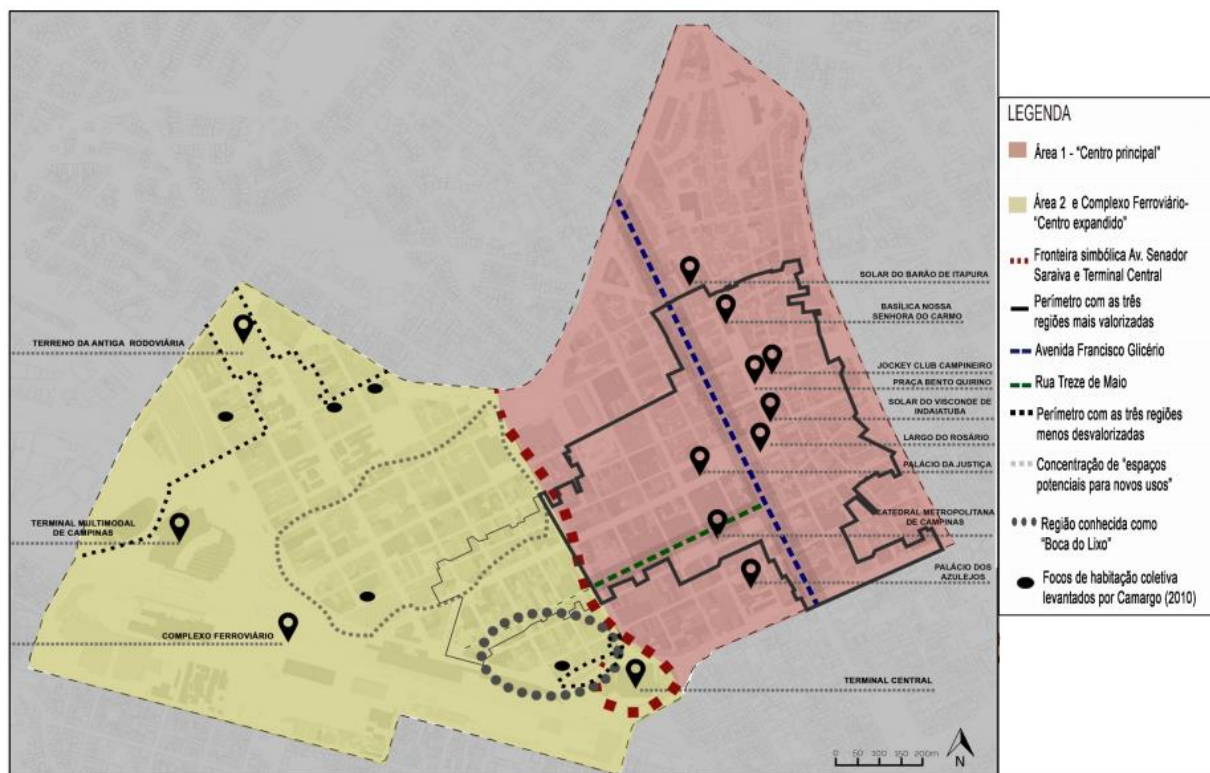 SOLAR DO BARÃO DE ITAPURA
BASÍLICA NOSSA
SENHORA DO CARMO
TERRENO DA ANTIGA RODOVIÁRIA
JOCKEY CLUB CAMPINEIRO
PRAÇA BENTO QUIRINO
SOLAR DO VISCONDE DE
INDAIATUBA
LARGO DO ROSÁRIO
PALÁCIO DA JUSTIÇA
TERMINAL MULTIMODAL
DE CAMPINAS
CATEDRAL METROPOLITANA
DE CAMPINAS
PALÁCIO DOS
AZULEJOS
COMPLEXO FERROVIÁRIO
TERMINAL CENTRAL
0 50 100 150 200m
N
LEGENDA
Área 1 - "Centro principal"
Área 2 e Complexo Ferroviário-
"Centro expandido"
Fronteira simbólica Av. Senador
Saraiva e Terminal Central
Perímetro com as três
regiões mais valorizadas
Avenida Francisco Glicério
Rua Treze de Maio
Perímetro com as três regiões
menos desvalorizadas
Concentração de "espaços
potenciais para novos usos"
Região conhecida como
"Boca do Lixo"
Focos de habitação coletiva
levantados por Camargo (2010)